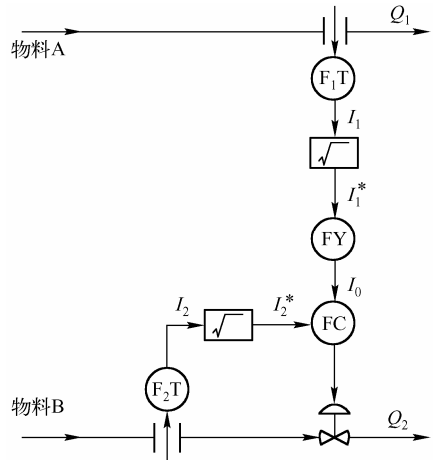 Q₁
物料A
F₁T
I₁
√
I₁*
FY
I₀
I₂
√
I₂*
FC
F₂T
物料B
Q₂